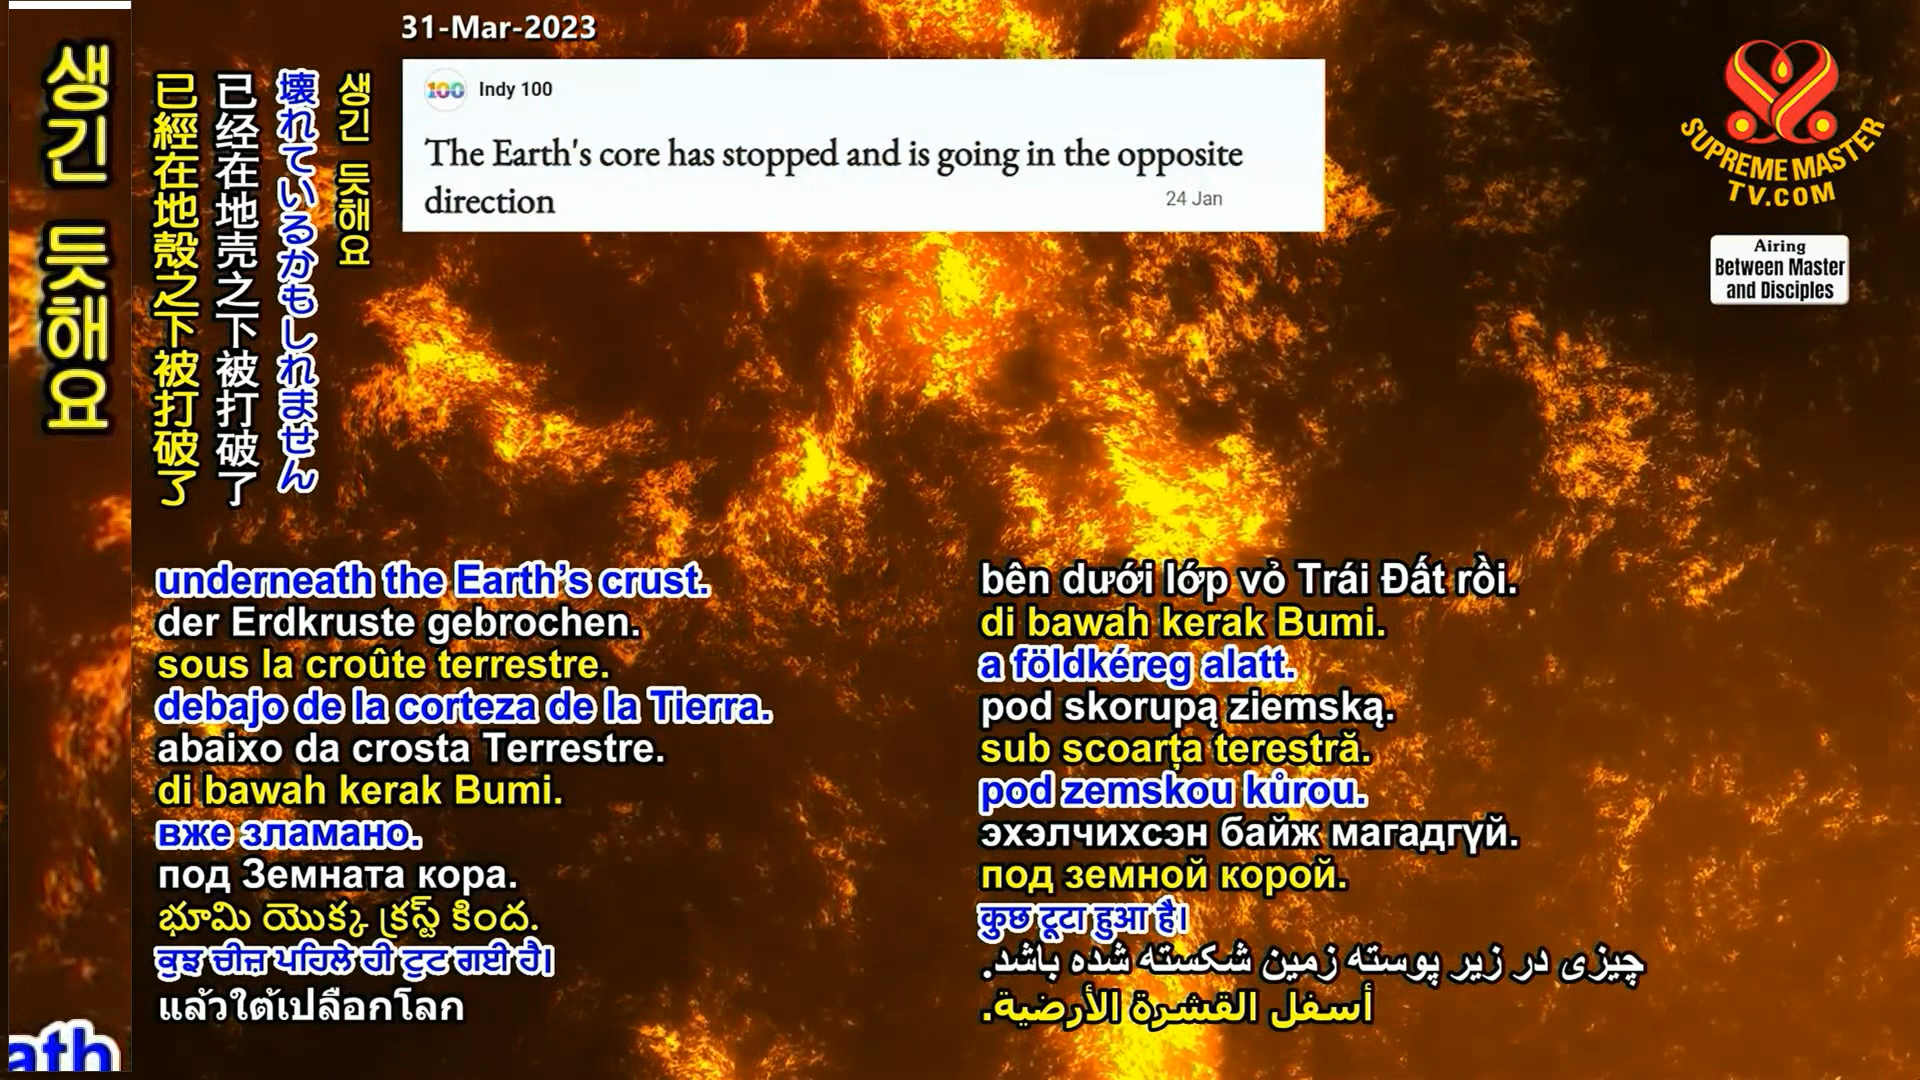 31-Mar-2023
100 Indy 100
The Earth's core has stopped and is going in the opposite
direction
24 Jan
SUPREME MASTER
TV.COM
Airing
Between Master
and Disciples
생긴 듯해요
생긴 듯해요
壊れているかもしれません
已经在地壳之下被打破了
已經在地殼之下被打破了
underneath the Earth’s crust.
der Erdkruste gebrochen.
sous la croûte terrestre.
debajo de la corteza de la Tierra.
abaixo da crosta Terrestre.
di bawah kerak Bumi.
вже зламано.
под Земната кора.
భూమి యొక్క క్రస్ట్ కింద.
ਕੁਝ ਚੀਜ਼ ਪਹਿਲੇ ਹੀ ਟੁਟ ਗਈ ਹੈ।
แล้วใต้เปลือกโลก
bên dưới lớp vỏ Trái Đất rồi.
di bawah kerak Bumi.
a földkéreg alatt.
pod skorupą ziemską.
sub scoarța terestră.
pod zemskou kůrou.
эхэлчихсэн байж магадгүй.
под земной корой.
कुछ टूटा हुआ है।
چیزی در زیر پوسته زمین شکسته شده باشد.
أسفل القشرة الأرضية.
ath